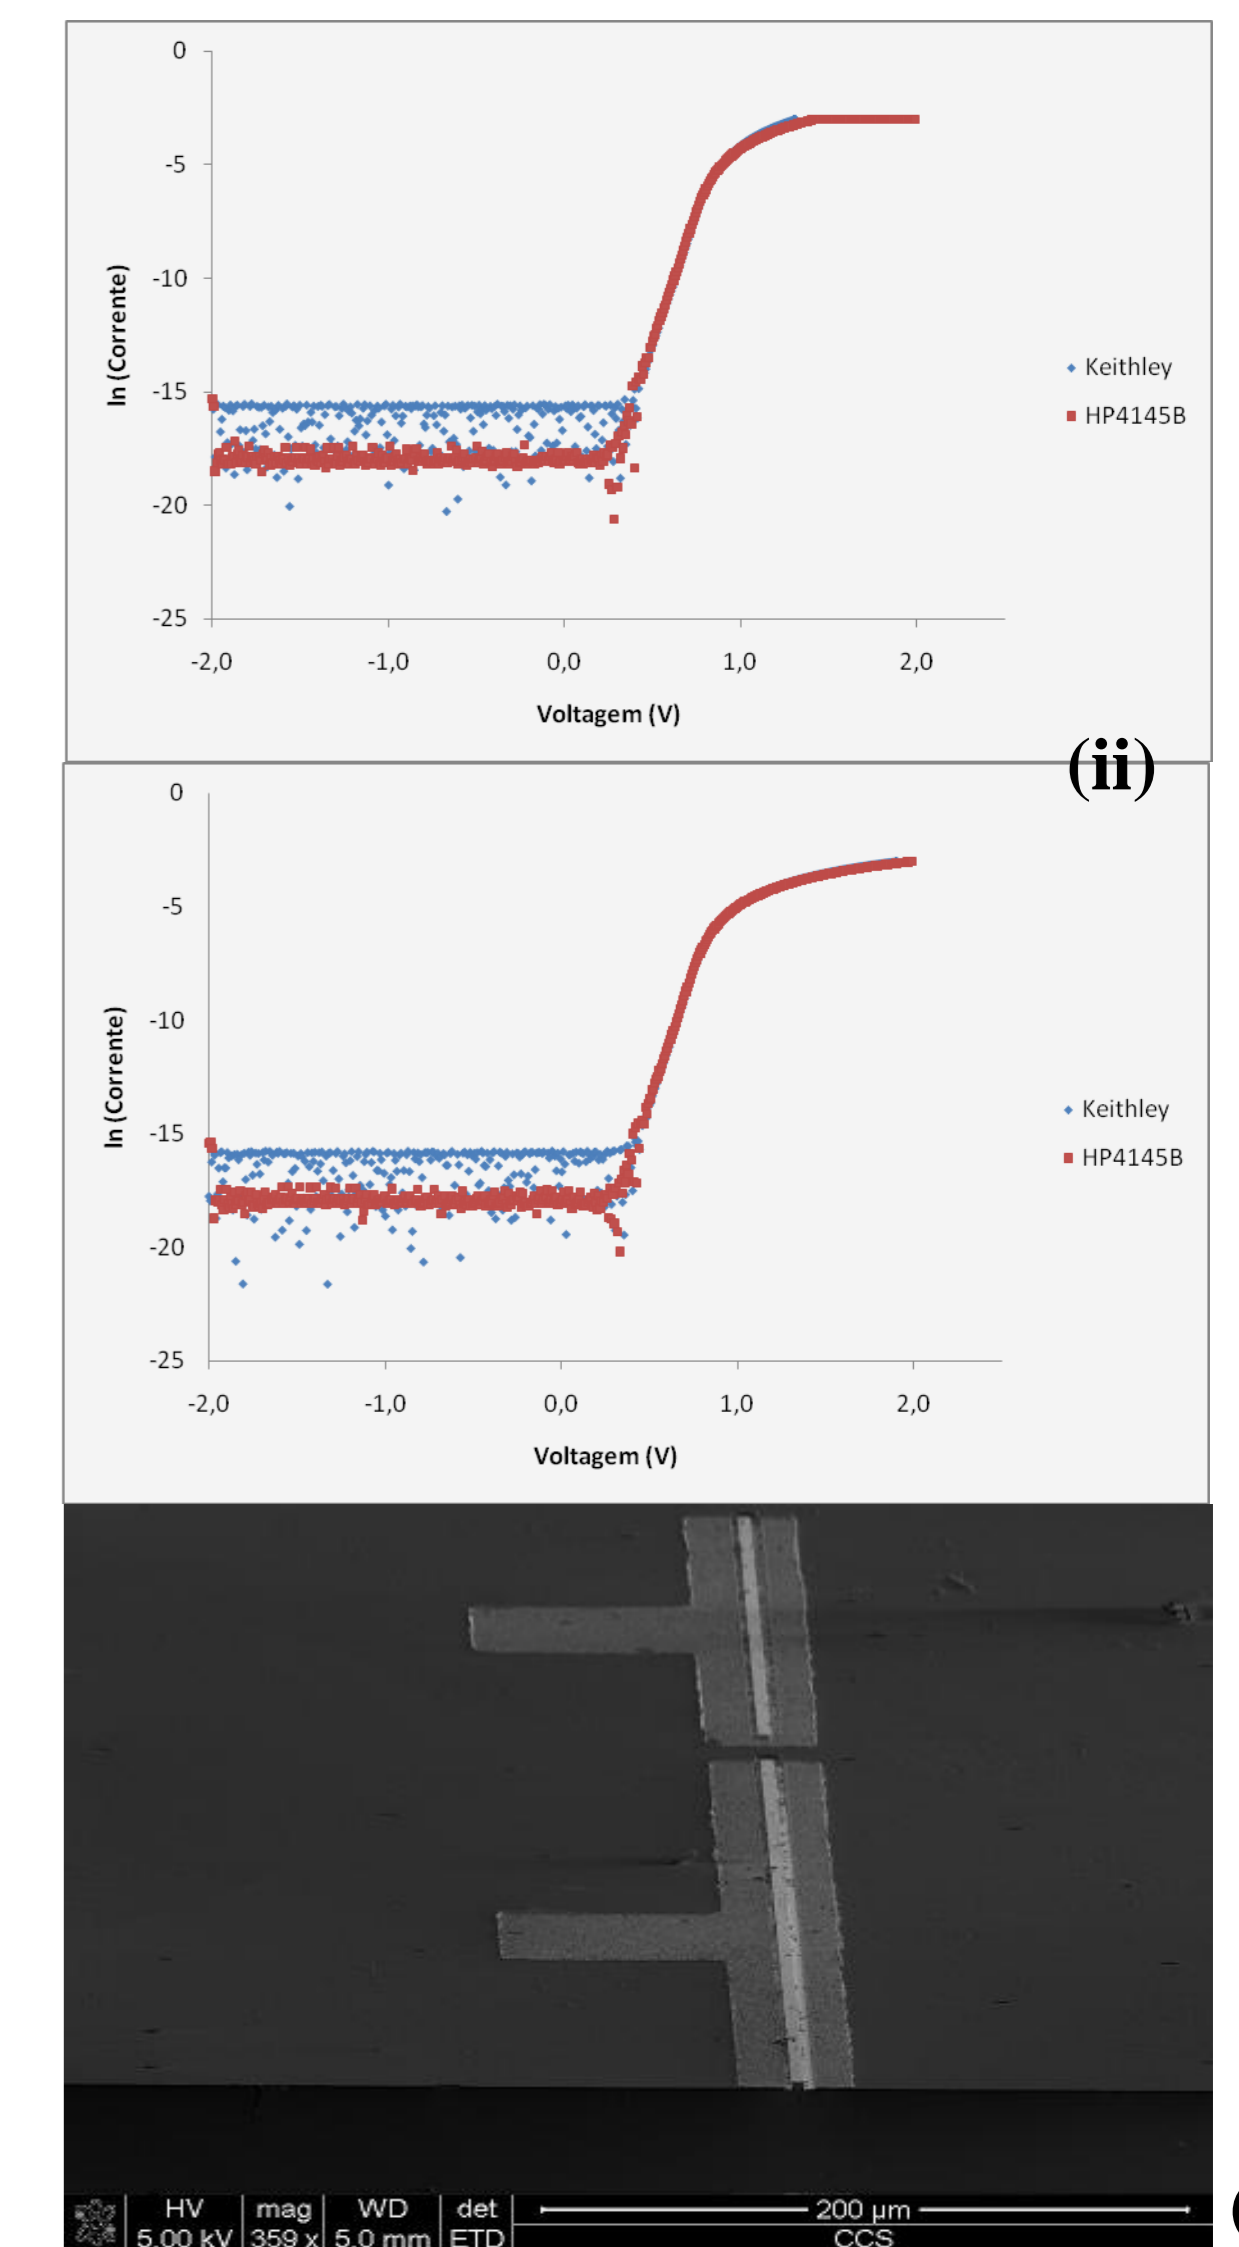 0
-5
-10
-15
-20
-25
ln (Corrente)
Keithley
HP4145B
-2,0 -1,0 0,0 1,0 2,0
Voltagem (V)
(ii)
0
-5
-10
-15
-20
-25
ln (Corrente)
Keithley
HP4145B
-2,0 -1,0 0,0 1,0 2,0
Voltagem (V)
HV mag WD det 200 µm
5.00 kV 359 x 5.0 mm ETD CCS
(